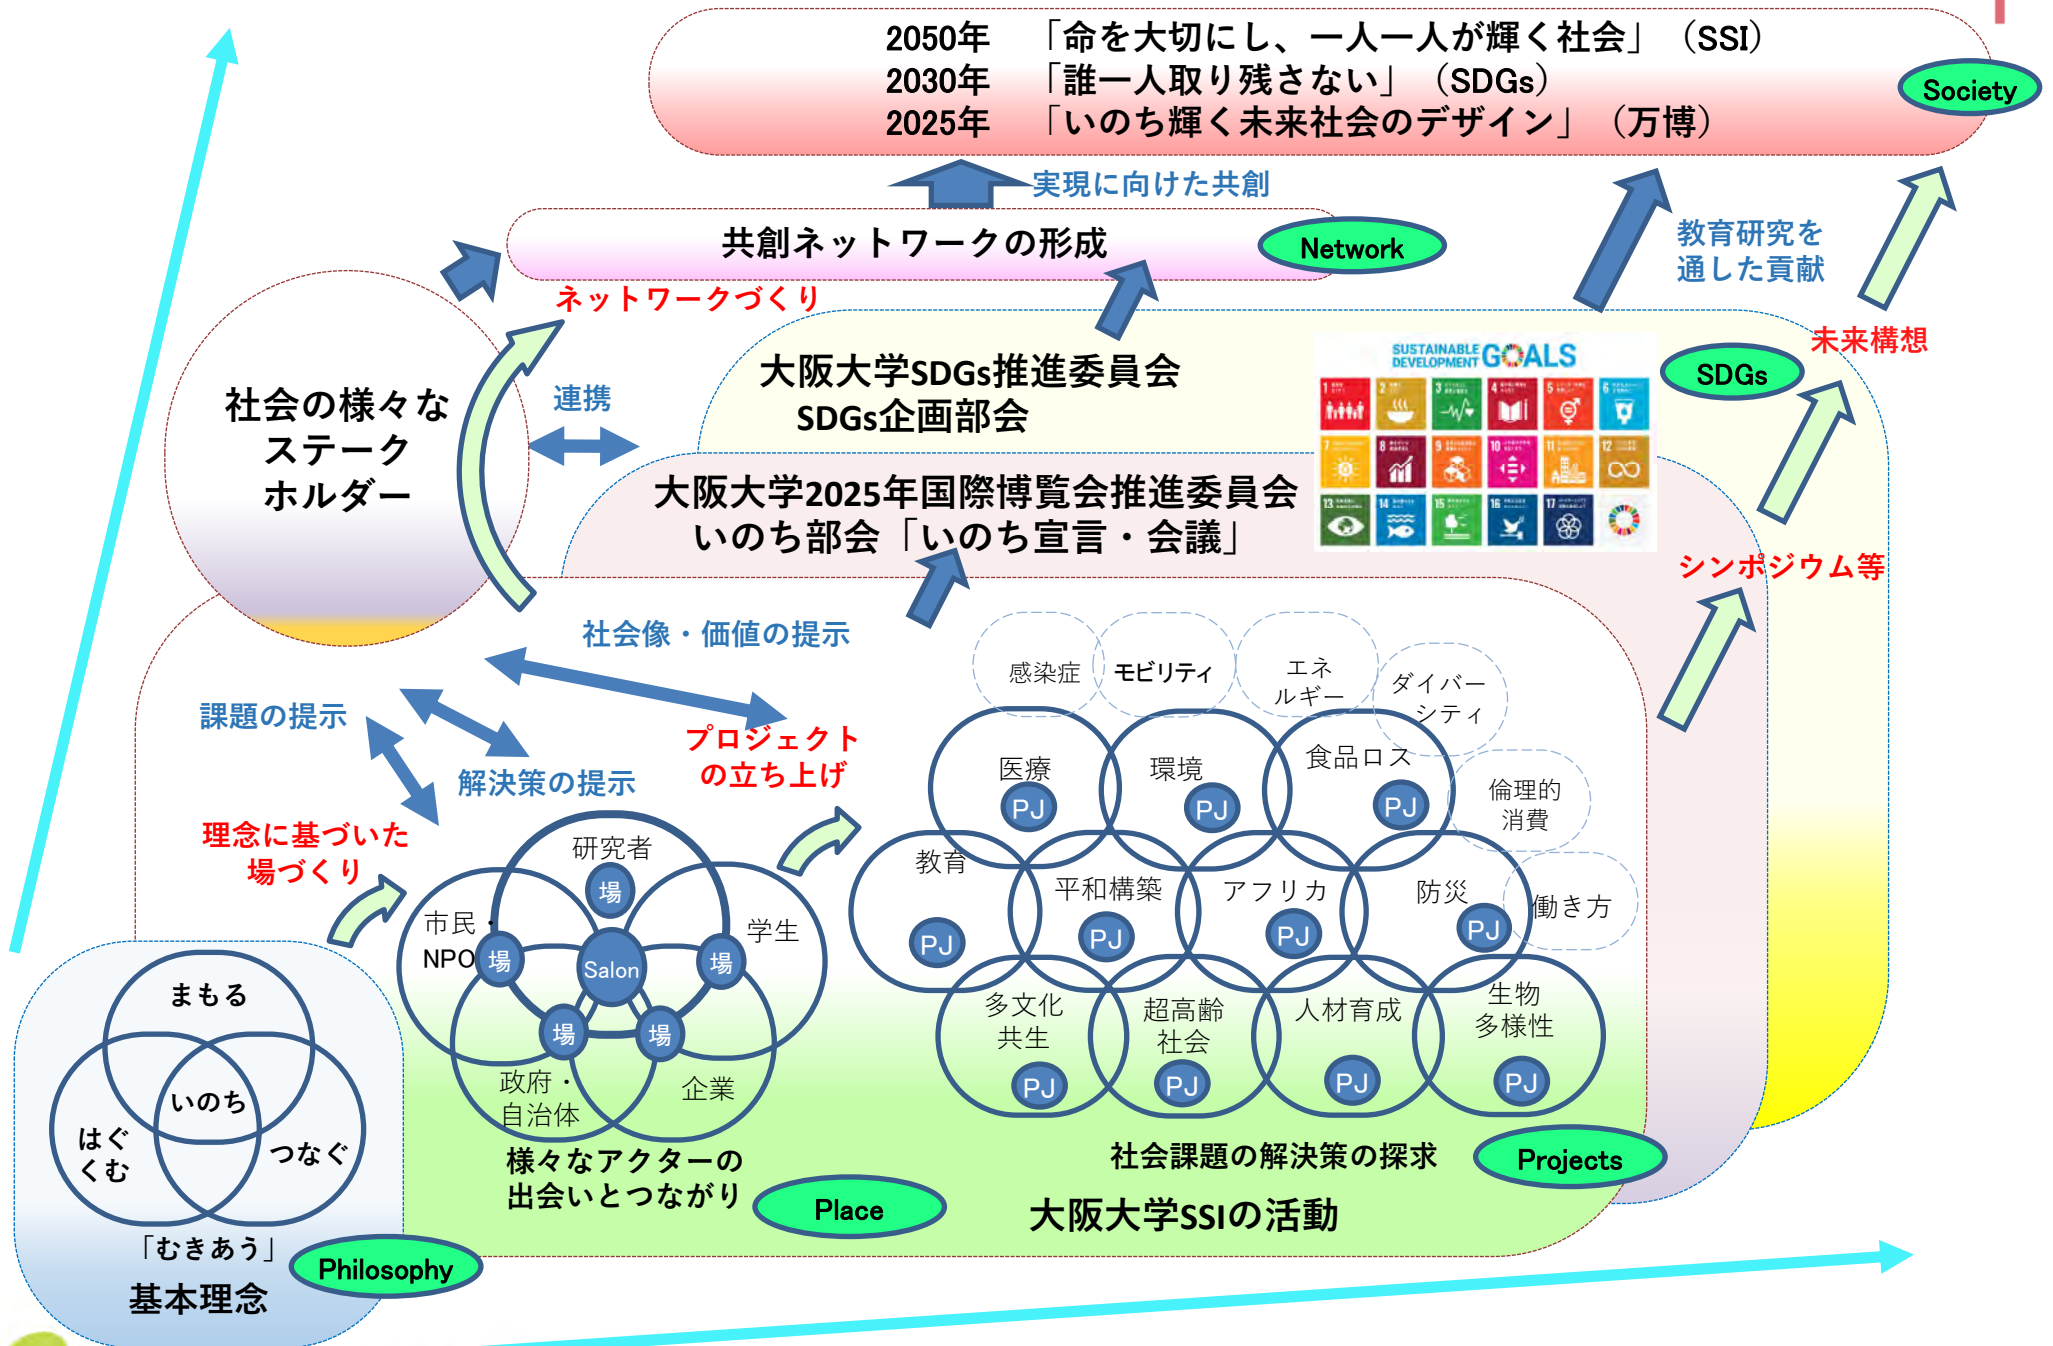 2050年 「命を大切にし、一人一人が輝く社会」（SSI）
2030年 「誰一人取り残さない」（SDGs）
2025年 「いのち輝く未来社会のデザイン」（万博）
Society
実現に向けた共創
共創ネットワークの形成
Network
教育研究を
通した貢献
ネットワークづくり
未来構想
社会の様々な
ステーク
ホルダー
連携
大阪大学SDGs推進委員会
SDGs企画部会
SUSTAINABLE
DEVELOPMENT
GOALS
SDGs
1
2
3
4
5
6
7
8
9
10
11
12
13
14
15
16
17
大阪大学2025年国際博覧会推進委員会
いのち部会「いのち宣言・会議」
シンポジウム等
社会像・価値の提示
課題の提示
解決策の提示
プロジェクト
の立ち上げ
理念に基づいた
場づくり
感染症
モビリティ
エネ
ルギー
ダイバー
シティ
倫理的
消費
働き方
医療
PJ
環境
PJ
食品ロス
PJ
教育
PJ
平和構築
PJ
アフリカ
PJ
防災
PJ
多文化
共生
PJ
超高齢
社会
PJ
人材育成
PJ
生物
多様性
PJ
研究者
場
市民・
NPO
場
Salon
場
学生
場
場
政府・
自治体
企業
様々なアクターの
出会いとつながり
Place
社会課題の解決策の探求
Projects
大阪大学SSIの活動
まもる
いのち
はぐ
くむ
つなぐ
「むきあう」
Philosophy
基本理念